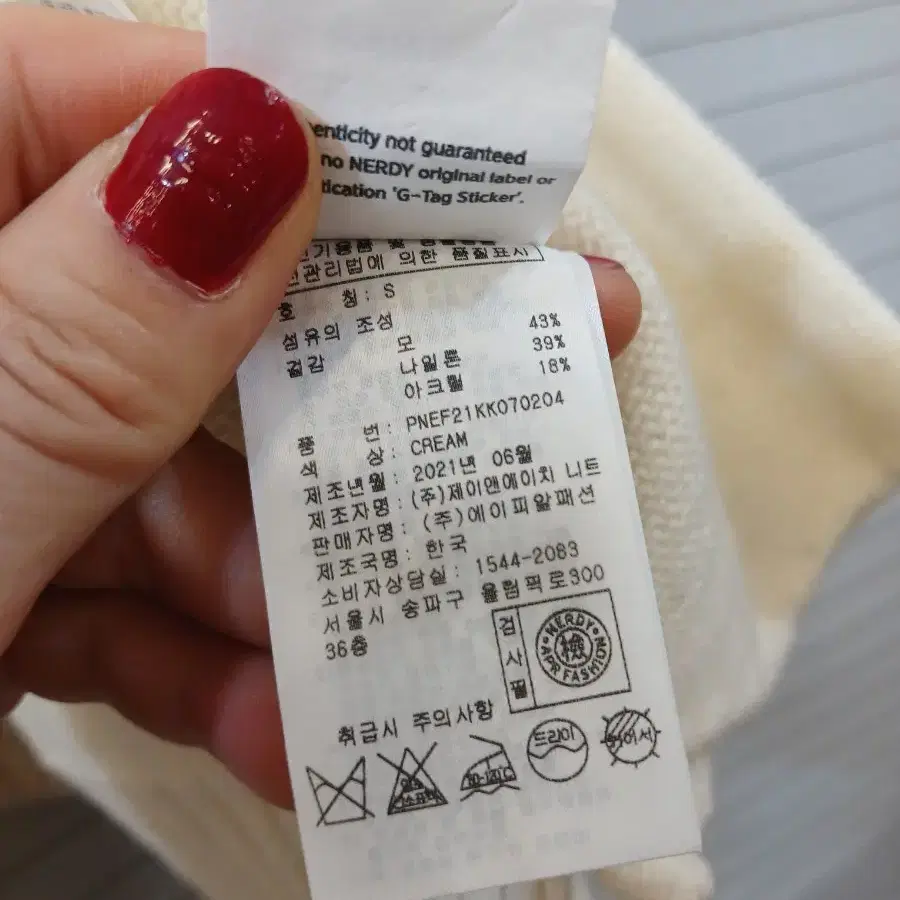 enticity not guaranteed
no NERDY original label or
tication 'G-Tag Sticker'.
관리법에 의한 품질표시
호 칭: S
섬유의 조성
겉감 모 43%
나일론 39%
아크릴 18%
품 번: PNEF21KK070204
색 상: CREAM
제조년월: 2021년 06월
제조자명: (주)제이앤에이치 니트
판매자명: (주)에이피알패션
제조국명: 한국
소비자상담실: 1544-2083
서울시 송파구 올림픽로300
36층
검사필
NERDY
檢
APR FASHION
취급시 주의사항
드라이